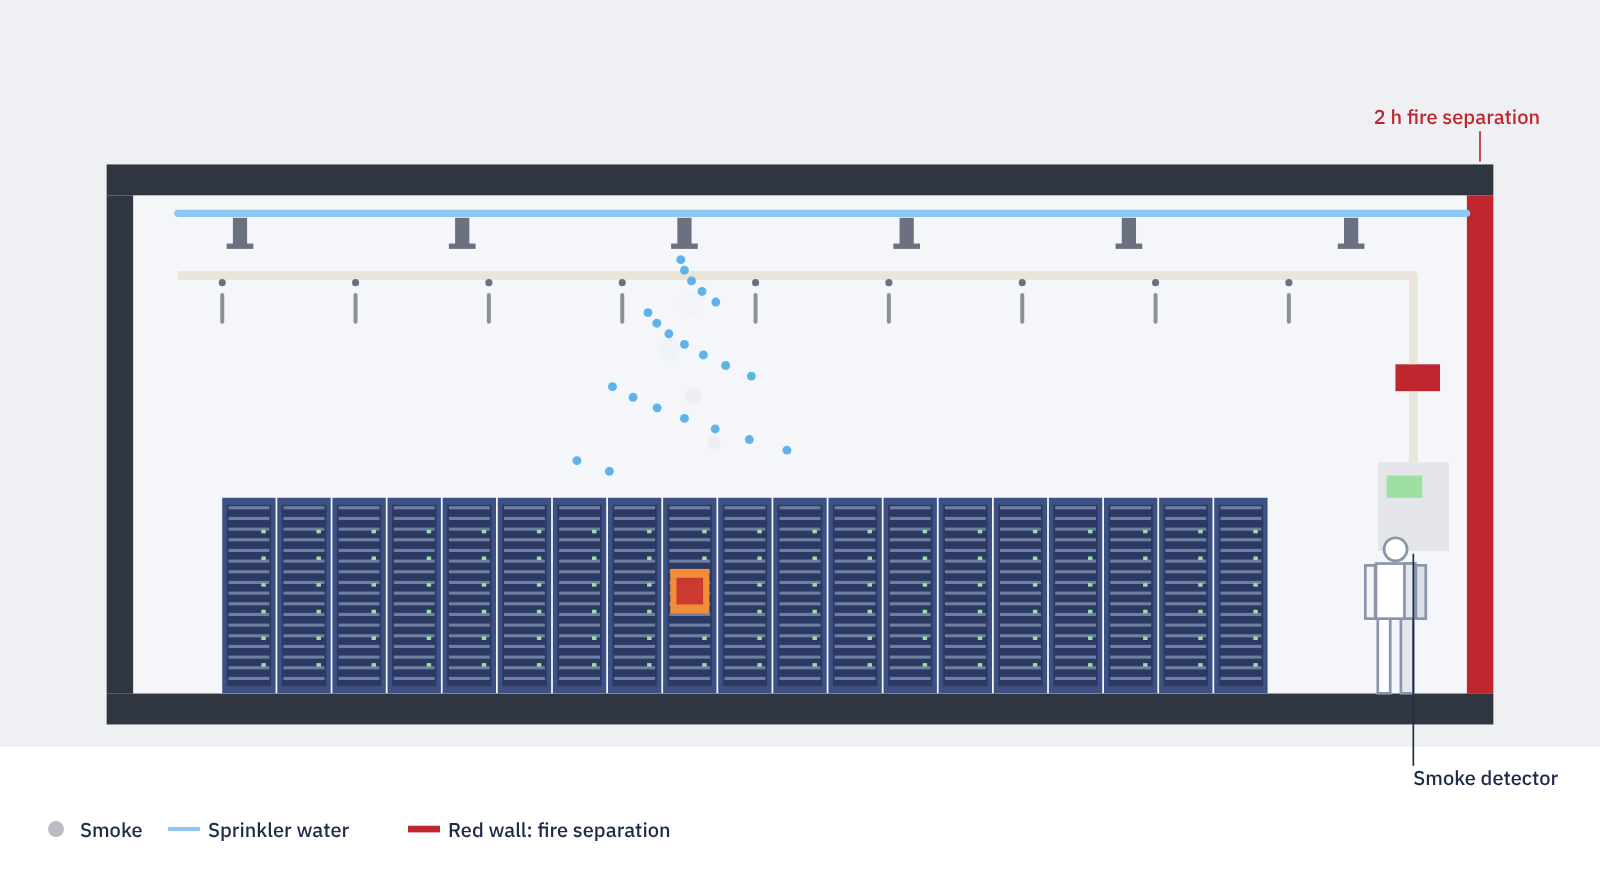 2 h fire separation
Smoke detector
Smoke
Sprinkler water
Red wall: fire separation